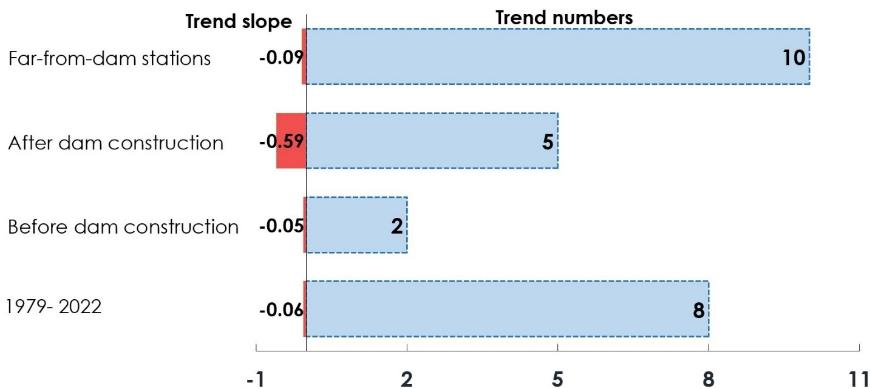 Trend slope Trend numbers
Far-from-dam stations -0.09 10
After dam construction -0.59 5
Before dam construction -0.05 2
1979- 2022 -0.06 8
-1 2 5 8 11